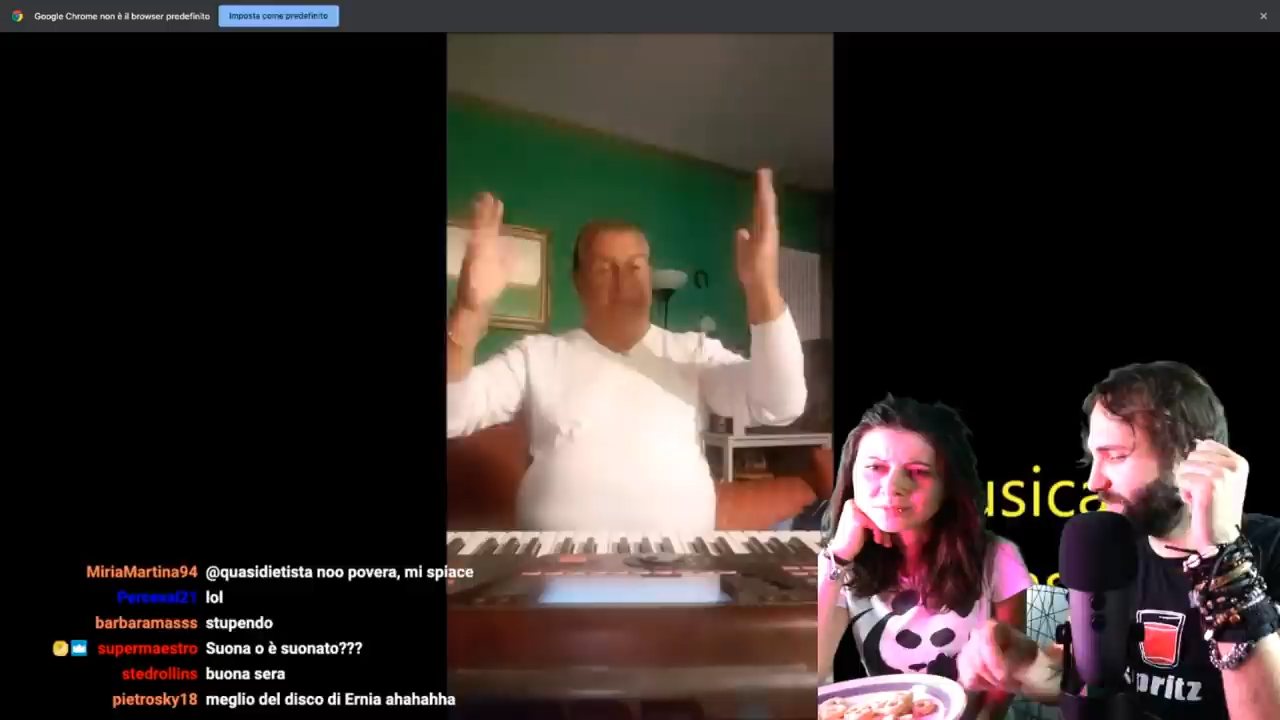 Google Chrome non è il browser predefinito
Imposta come predefinito
usica
MiriaMartina94 @quasidietista noo povera, mi spiace
Perceval21 lol
barbaramasss stupendo
supermaestro Suona o è suonato???
stedrollins buona sera
pietrosky18 meglio del disco di Ernia ahahahha